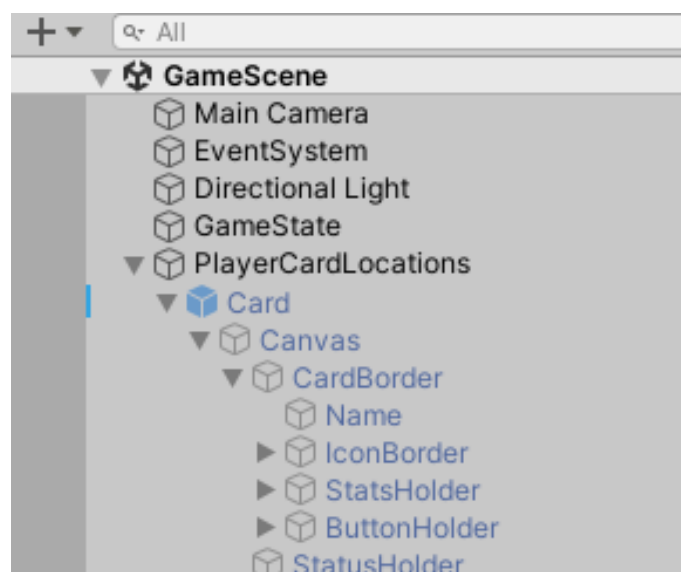 All
GameScene
Main Camera
EventSystem
Directional Light
GameState
PlayerCardLocations
Card
Canvas
CardBorder
Name
IconBorder
StatsHolder
ButtonHolder
StatusHolder